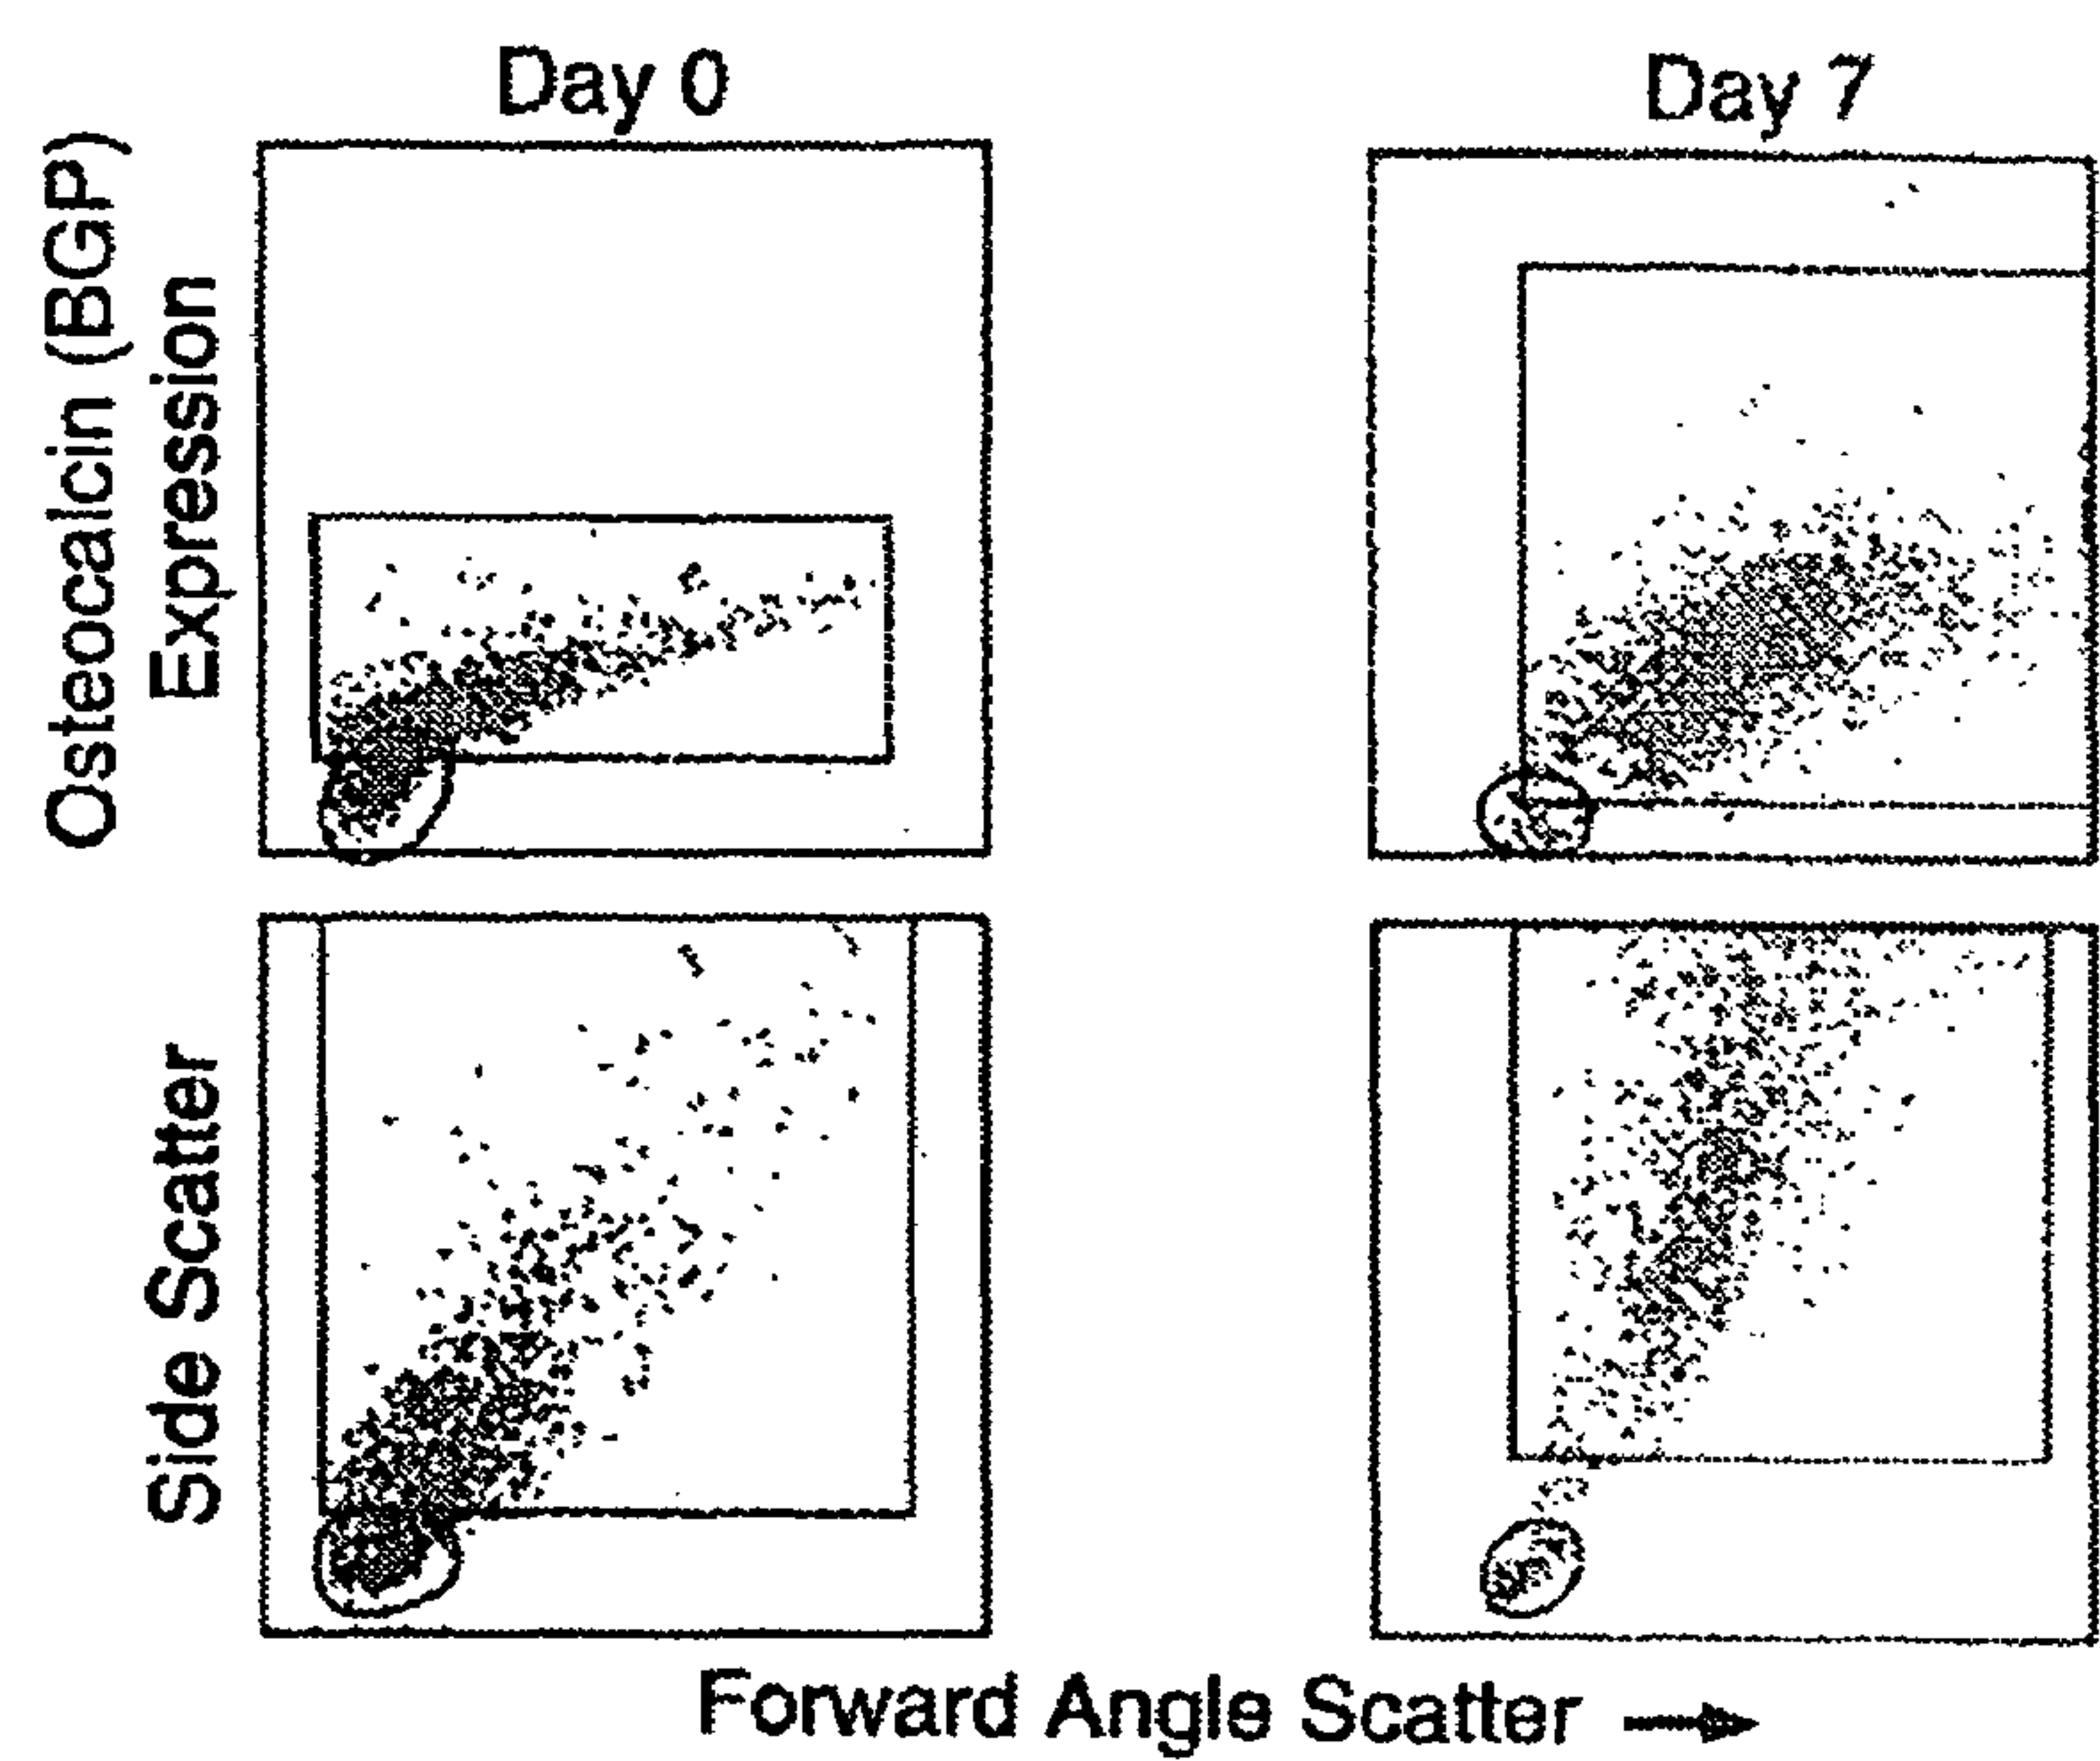 Day 0
Day 7
Osteocalcin (BGP)
Expression
Side Scatter
Forward Angle Scatter